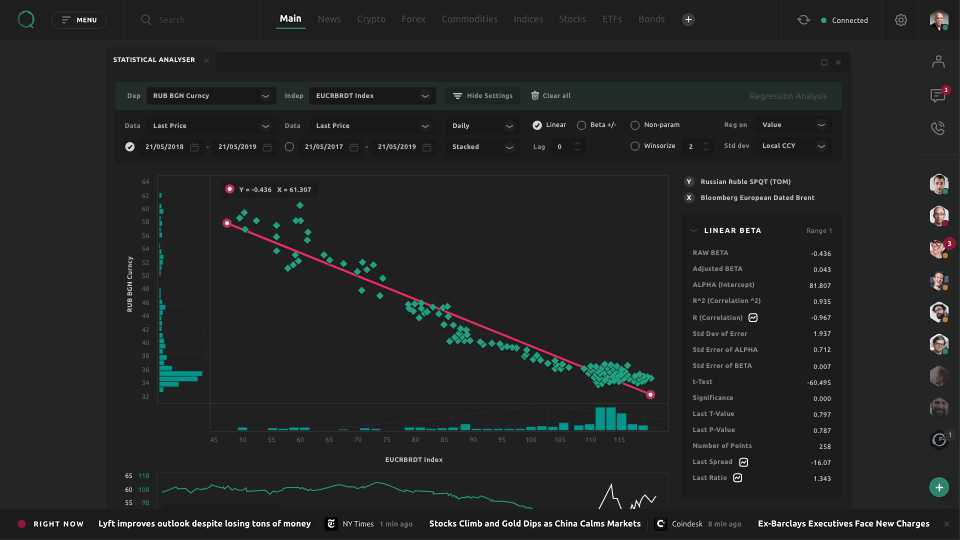 MENU
Search
Main News Crypto Forex Commodities Indices Stocks ETFs Bonds +
Connected
STATISTICAL ANALYSER
Dep RUB BGN Curncy Indep EUCRBRDT Index Hide Settings Clear all Regression Analysis
Data Last Price Data Last Price Daily Linear Beta +/- Non-param Reg on Value
21/05/2018 - 21/05/2019 21/05/2017 - 21/05/2019 Stacked Lag 0 Winsorize 2 Std dev Local CCY
Y = -0.436 X = 61.307
64
62
60
58
56
54
52
50
48
46
44
42
40
38
36
34
32
RUB BGN Curncy
45 50 55 60 65 70 75 80 85 90 95 100 105 110 115
EUCRBRDT Index
65 118
60 108
55 98
Y Russian Ruble SPQT (TOM)
X Bloomberg European Dated Brent
LINEAR BETA Range 1
RAW BETA -0.436
Adjusted BETA 0.043
ALPHA (Intercept) 81.807
R^2 (Correlation ^2) 0.935
R (Correlation) -0.967
Std Dev of Error 1.937
Std Error of ALPHA 0.712
Std Error of BETA 0.007
t-Test -60.495
Significance 0.000
Last T-Value 0.797
Last P-Value 0.787
Number of Points 258
Last Spread -16.07
Last Ratio 1.343
3
3
1
+
RIGHT NOW Lyft improves outlook despite losing tons of money NY Times 1 min ago Stocks Climb and Gold Dips as China Calms Markets Coindesk 8 min ago Ex-Barclays Executives Face New Charges